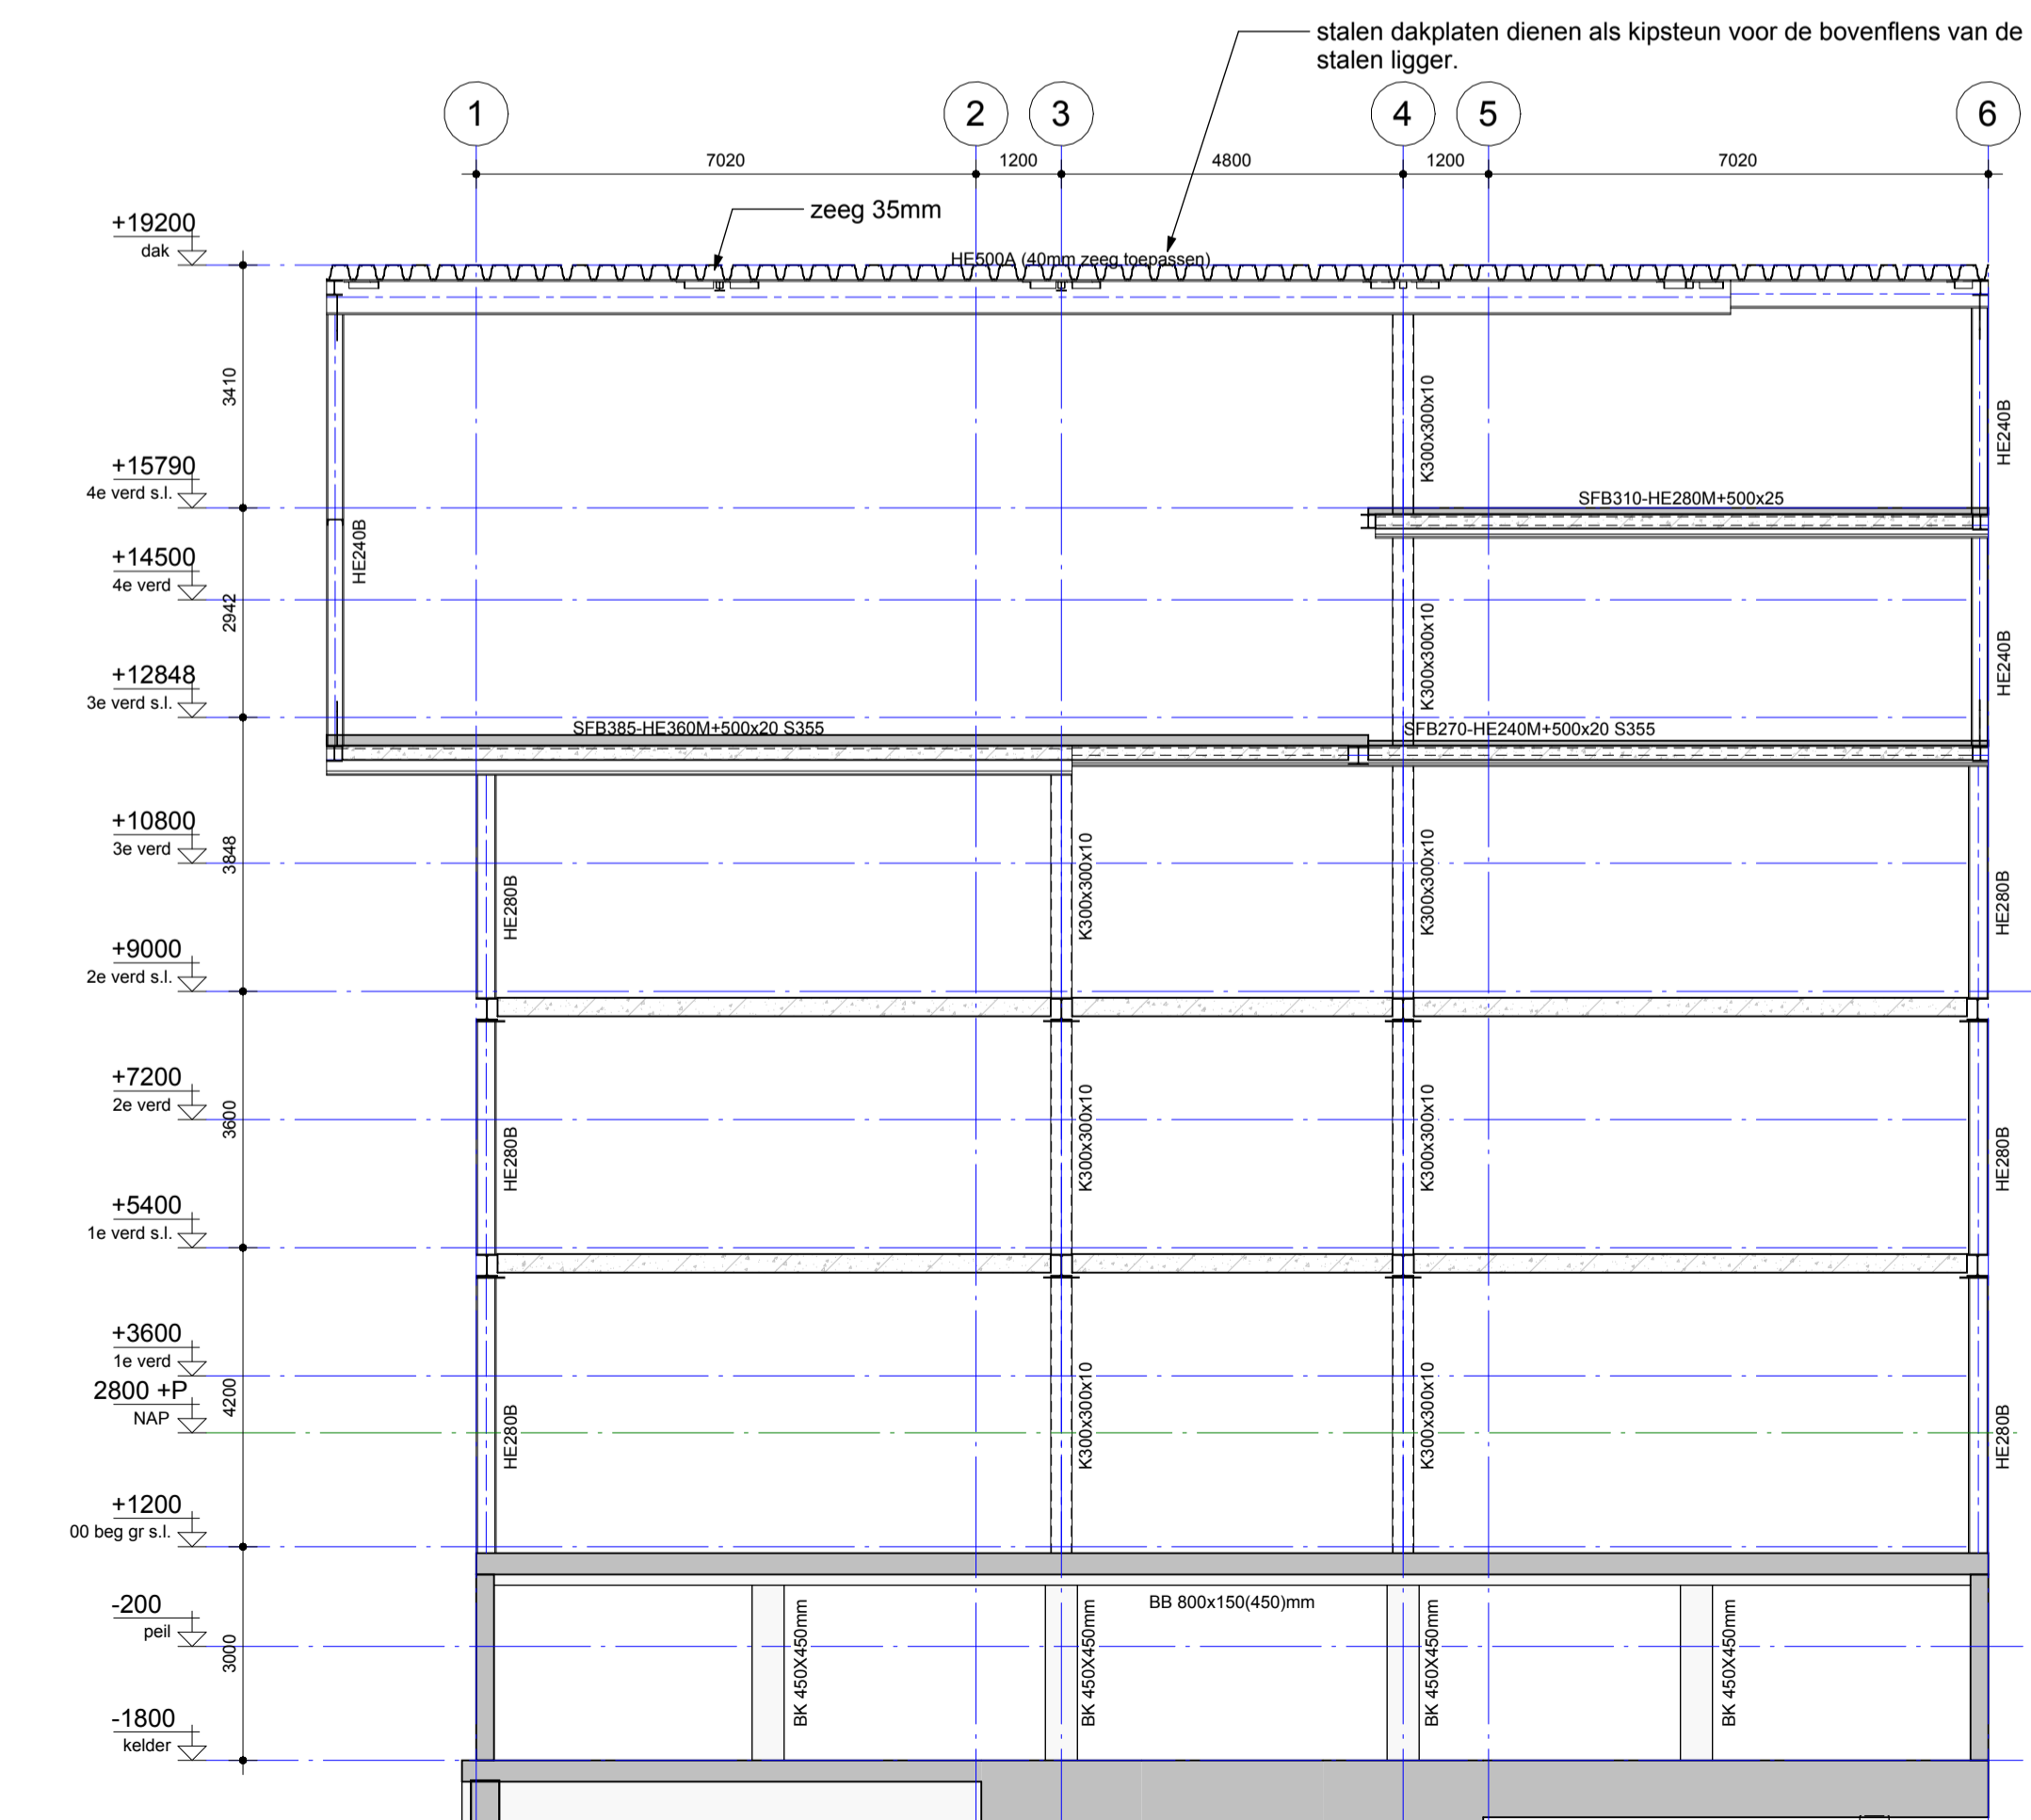 stalen dakplaten dienen als kipsteun voor de bovenflens van de
stalen ligger.
1
2
3
4
5
6
7020
1200
4800
1200
7020
zeeg 35mm
+19200
dak
HE500A (40mm zeeg toepassen)
3410
K300x300x10
HE240B
+15790
4e verd s.l.
SFB310-HE280M+500x25
HE240B
+14500
4e verd
2942
K300x300x10
HE240B
+12848
3e verd s.l.
SFB385-HE360M+500x20 S355
SFB270-HE240M+500x20 S355
+10800
3e verd
3848
HE280B
K300x300x10
K300x300x10
HE280B
+9000
2e verd s.l.
+7200
2e verd
3600
HE280B
K300x300x10
K300x300x10
HE280B
+5400
1e verd s.l.
+3600
1e verd
2800 +P
NAP
4200
HE280B
K300x300x10
K300x300x10
HE280B
+1200
00 beg gr s.l.
BB 800x150(450)mm
-200
peil
3000
BK 450X450mm
BK 450X450mm
BK 450X450mm
BK 450X450mm
-1800
kelder